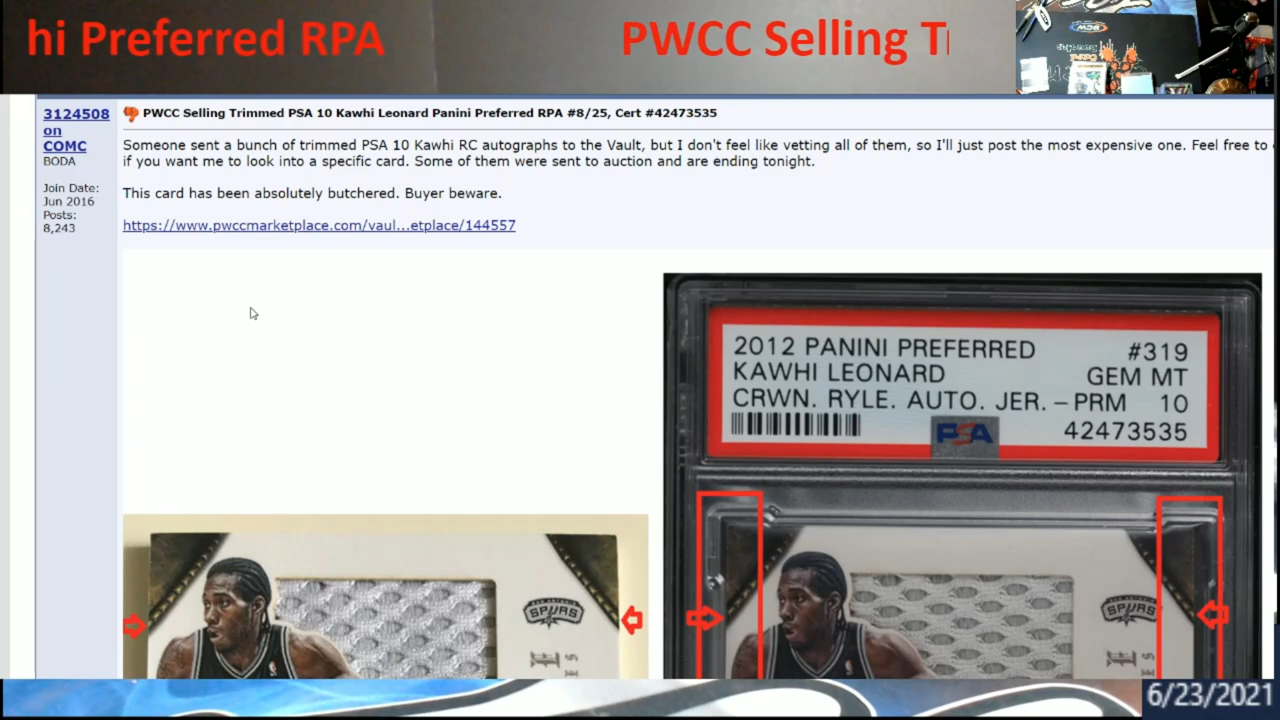 hi Preferred RPA
PWCC Selling T
3124508
on
COMC
BODA
Join Date:
Jun 2016
Posts:
8,243
PWCC Selling Trimmed PSA 10 Kawhi Leonard Panini Preferred RPA #8/25, Cert #42473535
Someone sent a bunch of trimmed PSA 10 Kawhi RC autographs to the Vault, but I don't feel like vetting all of them, so I'll just post the most expensive one. Feel free to
if you want me to look into a specific card. Some of them were sent to auction and are ending tonight.
This card has been absolutely butchered. Buyer beware.
https://www.pwccmarketplace.com/vaul...etplace/144557
2012 PANINI PREFERRED #319
KAWHI LEONARD GEM MT
CRWN. RYLE. AUTO. JER. – PRM 10
PSA 42473535
SPURS
SPURS
6/23/2021